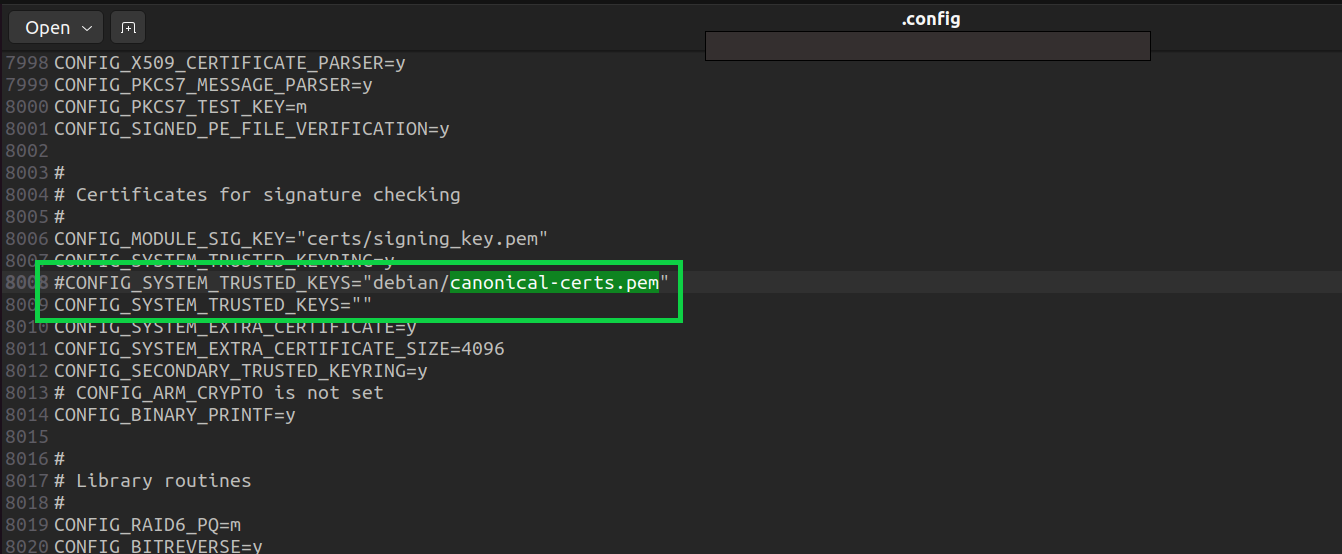 Open
.config
7998 CONFIG_X509_CERTIFICATE_PARSER=y
7999 CONFIG_PKCS7_MESSAGE_PARSER=y
8000 CONFIG_PKCS7_TEST_KEY=m
8001 CONFIG_SIGNED_PE_FILE_VERIFICATION=y
8002
8003 #
8004 # Certificates for signature checking
8005 #
8006 CONFIG_MODULE_SIG_KEY="certs/signing_key.pem"
8007 CONFIG_SYSTEM_TRUSTED_KEYRING=y
8008 #CONFIG_SYSTEM_TRUSTED_KEYS="debian/canonical-certs.pem"
8009 CONFIG_SYSTEM_TRUSTED_KEYS=""
8010 CONFIG_SYSTEM_EXTRA_CERTIFICATE=y
8011 CONFIG_SYSTEM_EXTRA_CERTIFICATE_SIZE=4096
8012 CONFIG_SECONDARY_TRUSTED_KEYRING=y
8013 # CONFIG_ARM_CRYPTO is not set
8014 CONFIG_BINARY_PRINTF=y
8015
8016 #
8017 # Library routines
8018 #
8019 CONFIG_RAID6_PQ=m
8020 CONFIG_BITREVERSE=y